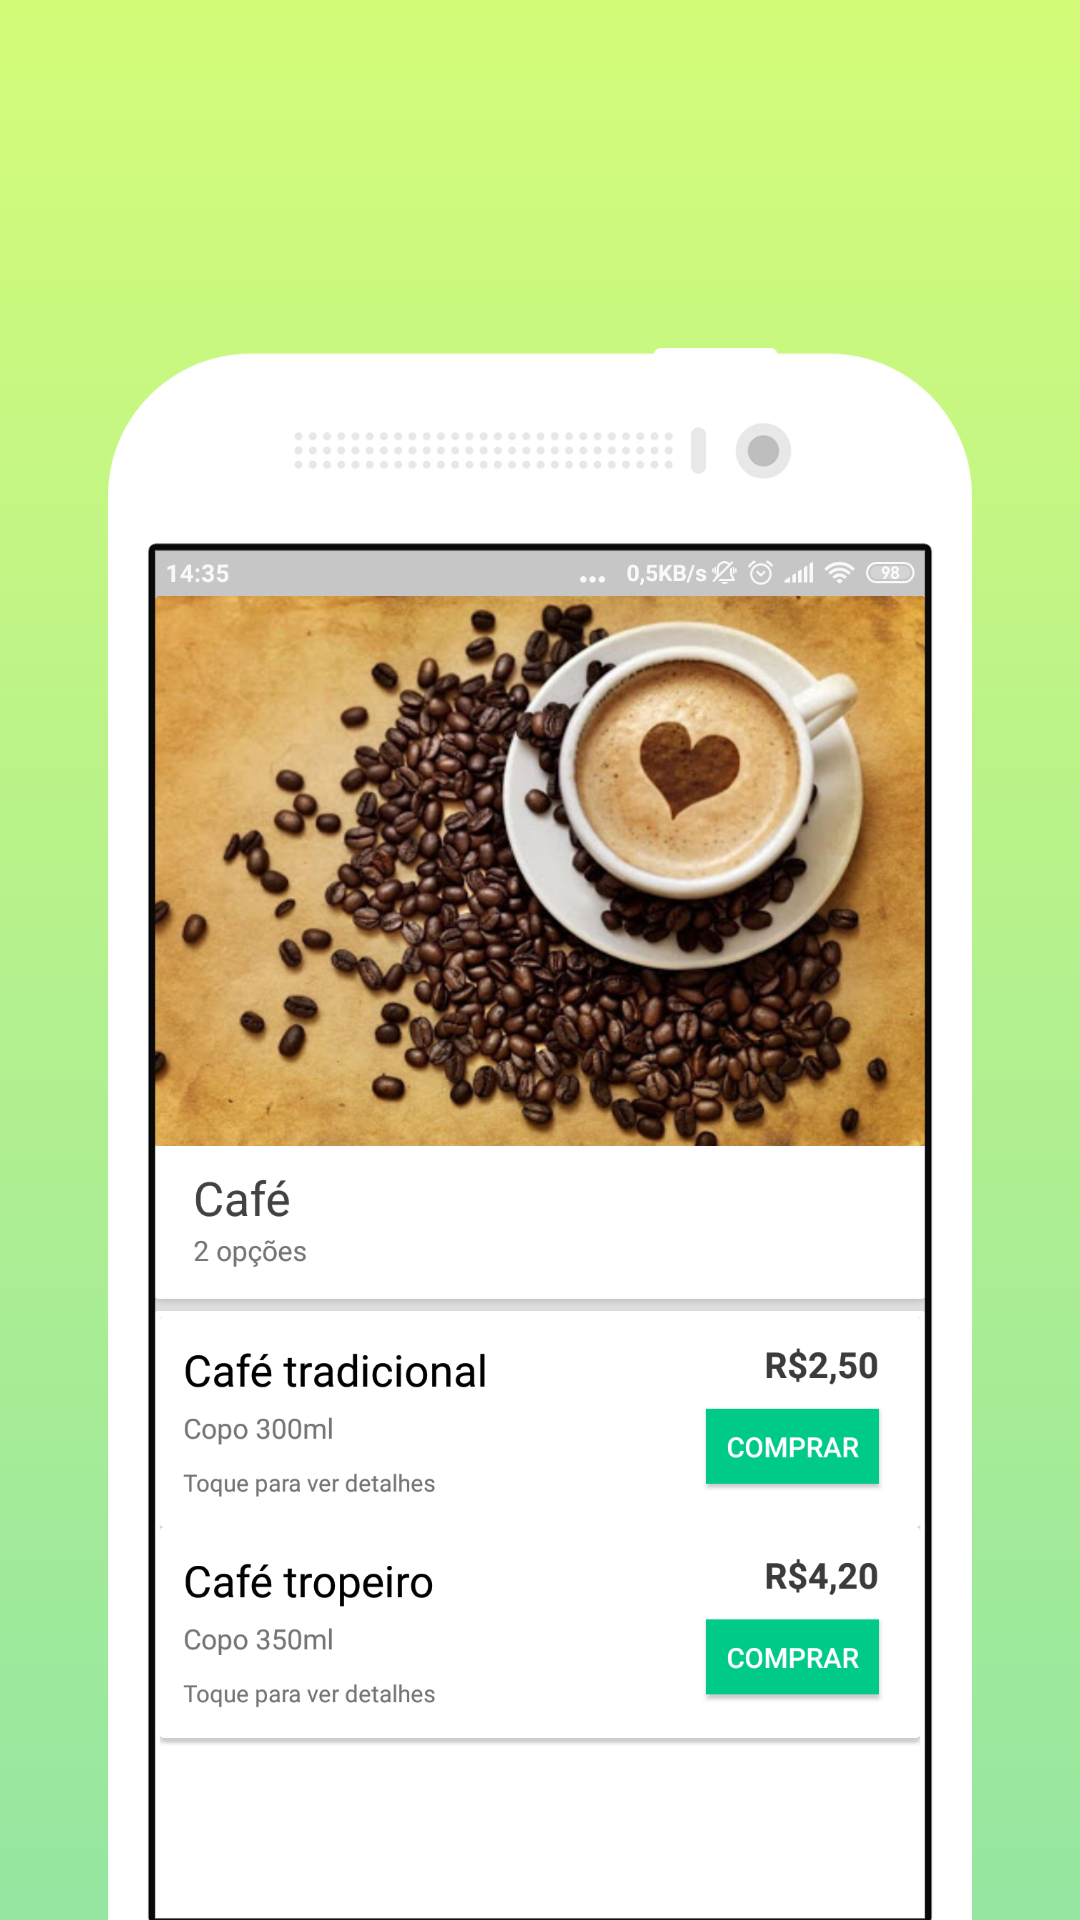 14:35 ... 0,5KB/s 98
Café
2 opções
Café tradicional
R$2,50
Copo 300ml
COMPRAR
Toque para ver detalhes
Café tropeiro
R$4,20
Copo 350ml
COMPRAR
Toque para ver detalhes